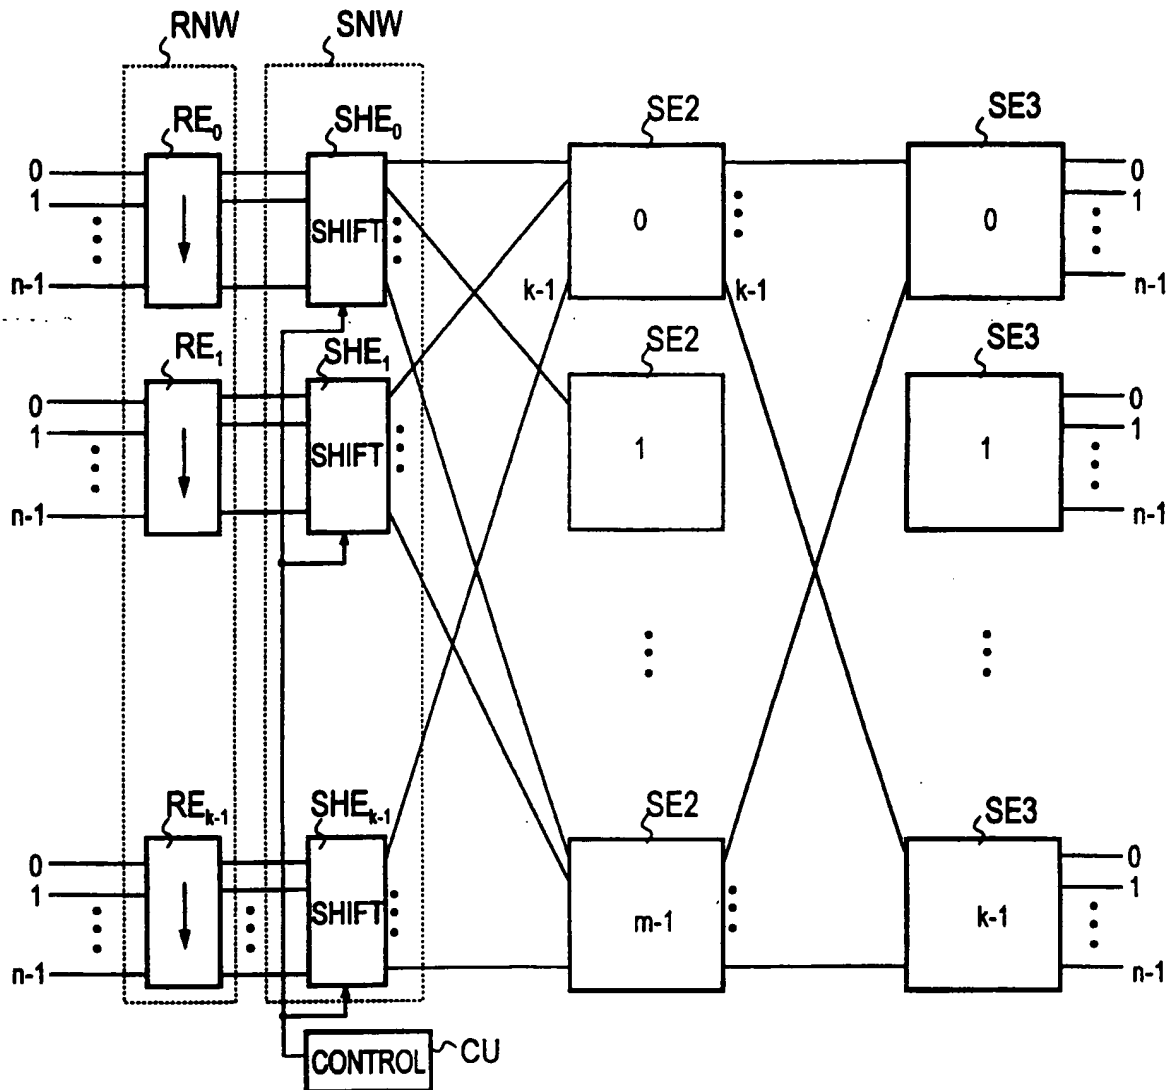 RNW SNW
RE0 SHE0 SE2 SE3
0 0
1 SHIFT 0 0 1
n-1 k-1 k-1 n-1
RE1 SHE1 SE2 SE3
0 0
1 SHIFT 1 1 1
n-1 n-1
REk-1 SHEk-1 SE2 SE3
0 0
1 SHIFT m-1 k-1 1
n-1 n-1
CONTROL CU